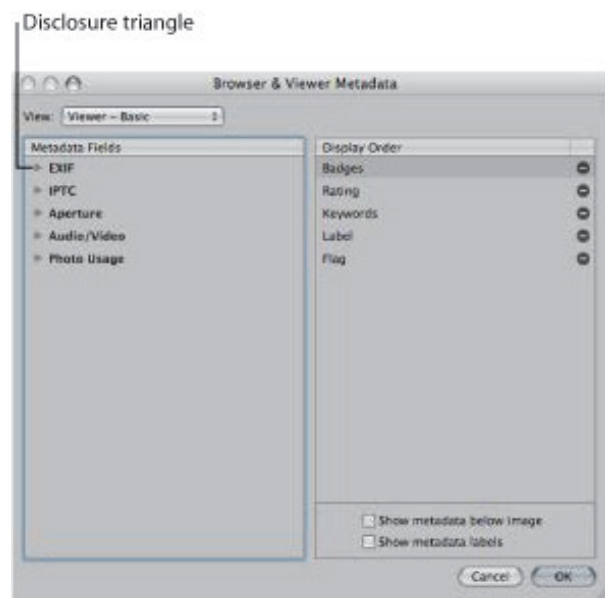 Disclosure triangle
Browser & Viewer Metadata
View: Viewer – Basic
Metadata Fields
EXIF
IPTC
Aperture
Audio/Video
Photo Usage
Display Order
Badges
Rating
Keywords
Label
Flag
Show metadata below image
Show metadata labels
Cancel
OK